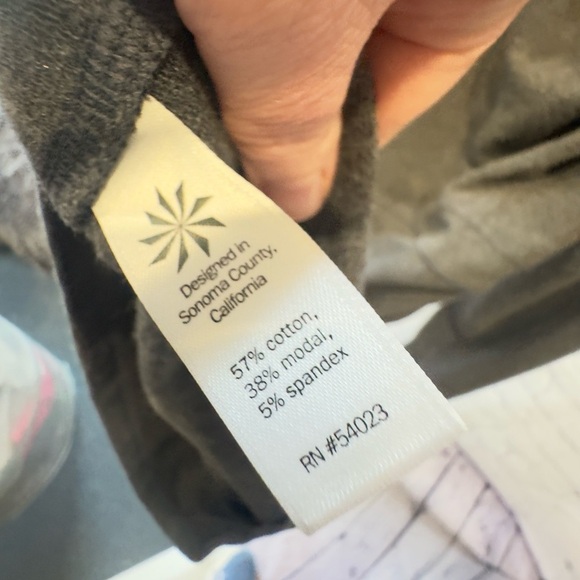 Designed in
Sonoma County,
California
57% cotton,
38% modal,
5% spandex
RN #54023